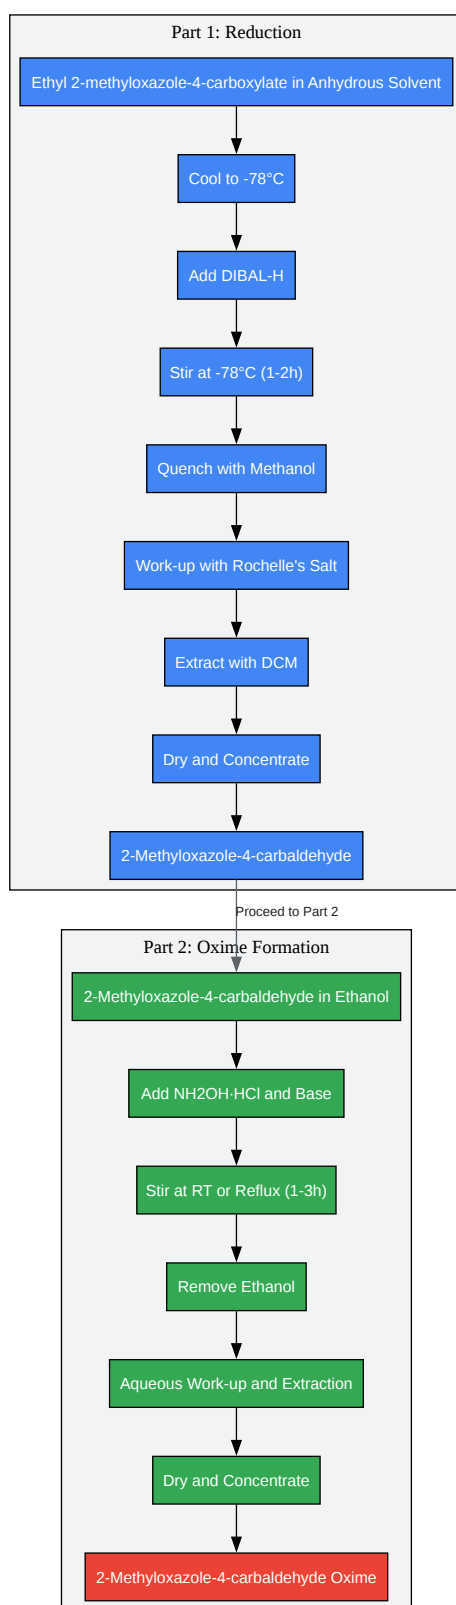 Part 1: Reduction
Ethyl 2-methyloxazole-4-carboxylate in Anhydrous Solvent
Cool to -78°C
Add DIBAL-H
Stir at -78°C (1-2h)
Quench with Methanol
Work-up with Rochelle's Salt
Extract with DCM
Dry and Concentrate
2-Methyloxazole-4-carbaldehyde
Proceed to Part 2
Part 2: Oxime Formation
2-Methyloxazole-4-carbaldehyde in Ethanol
Add NH2OH·HCl and Base
Stir at RT or Reflux (1-3h)
Remove Ethanol
Aqueous Work-up and Extraction
Dry and Concentrate
2-Methyloxazole-4-carbaldehyde Oxime